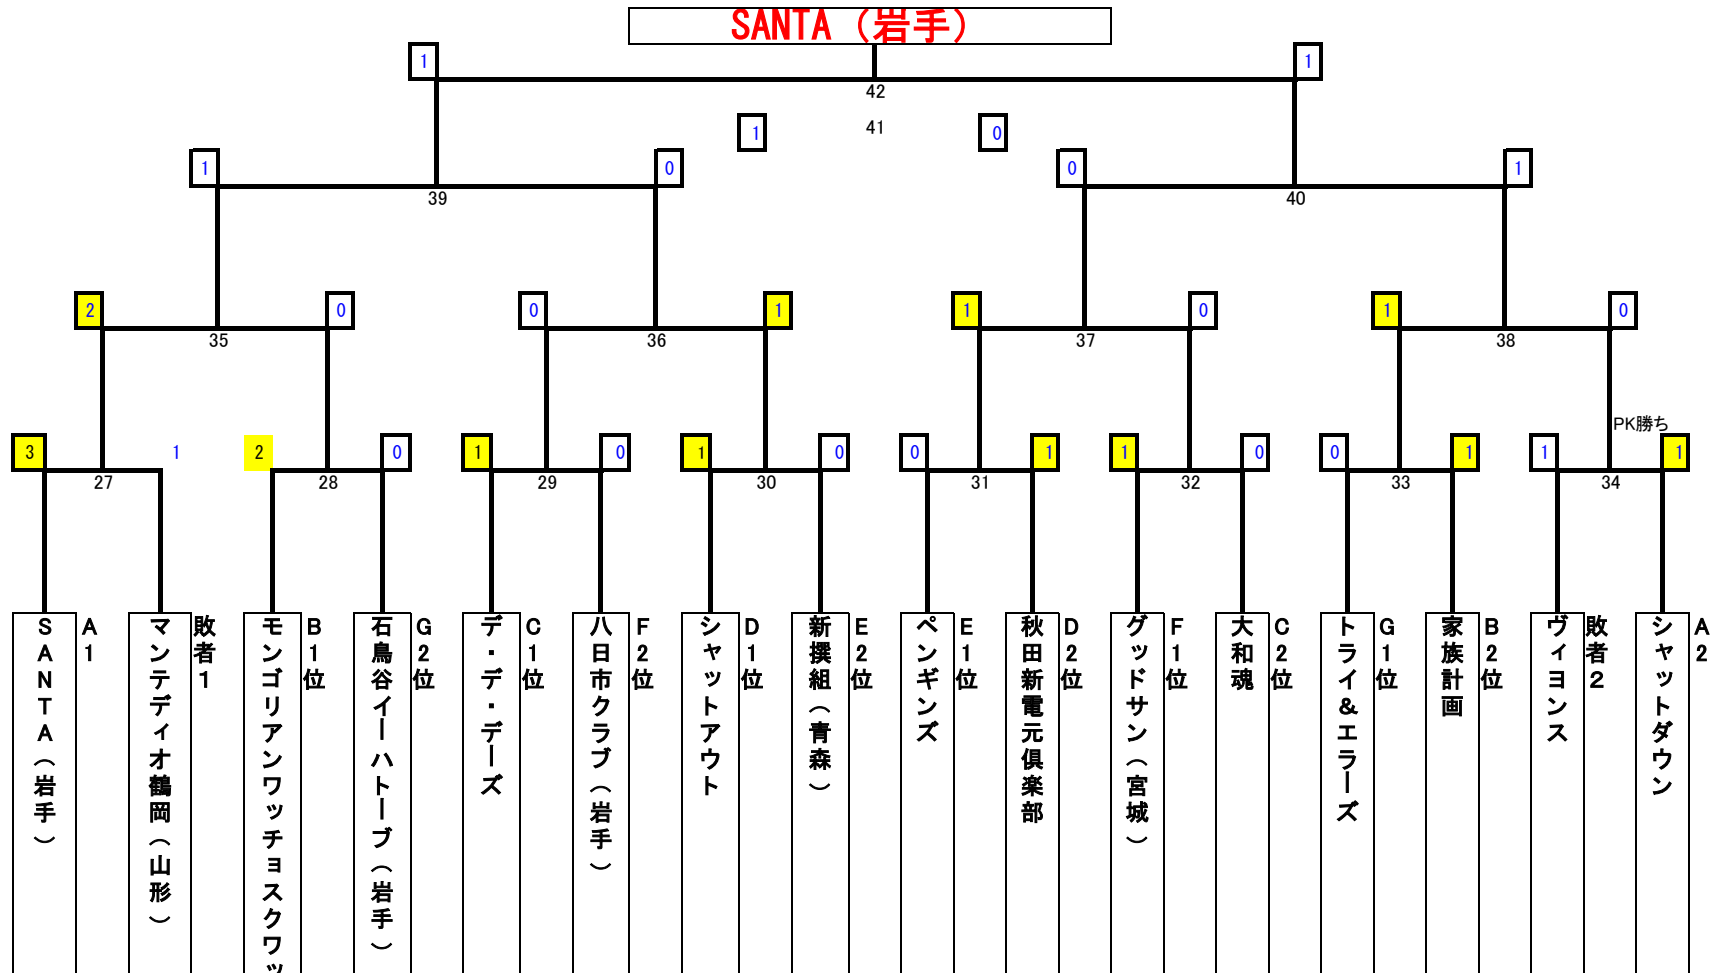 SANTA（岩手）
1 1
42
1 41 0
1 0 0 1
39 40
2 0 0 1 1 0 1 0
35 36 37 38
PK勝ち
3 1 2 0 1 0 1 0 0 1 1 0 0 1 1 1
27 28 29 30 31 32 33 34
SANTA（岩手）
A1
マンテディオ鶴岡（山形）
敗者1
モンゴリアンワッチョスクワッ
B1位
石鳥谷イーハトーブ（岩手）
G2位
デ・デ・デーズ
C1位
八日市クラブ（岩手）
F2位
シャットアウト
D1位
新撰組（青森）
E2位
ペンギンズ
E1位
秋田新電元倶楽部
D2位
グッドサン（宮城）
F1位
大和魂
C2位
トライ＆エラーズ
G1位
家族計画
B2位
ヴィヨンス
敗者2
シャットダウン
A2